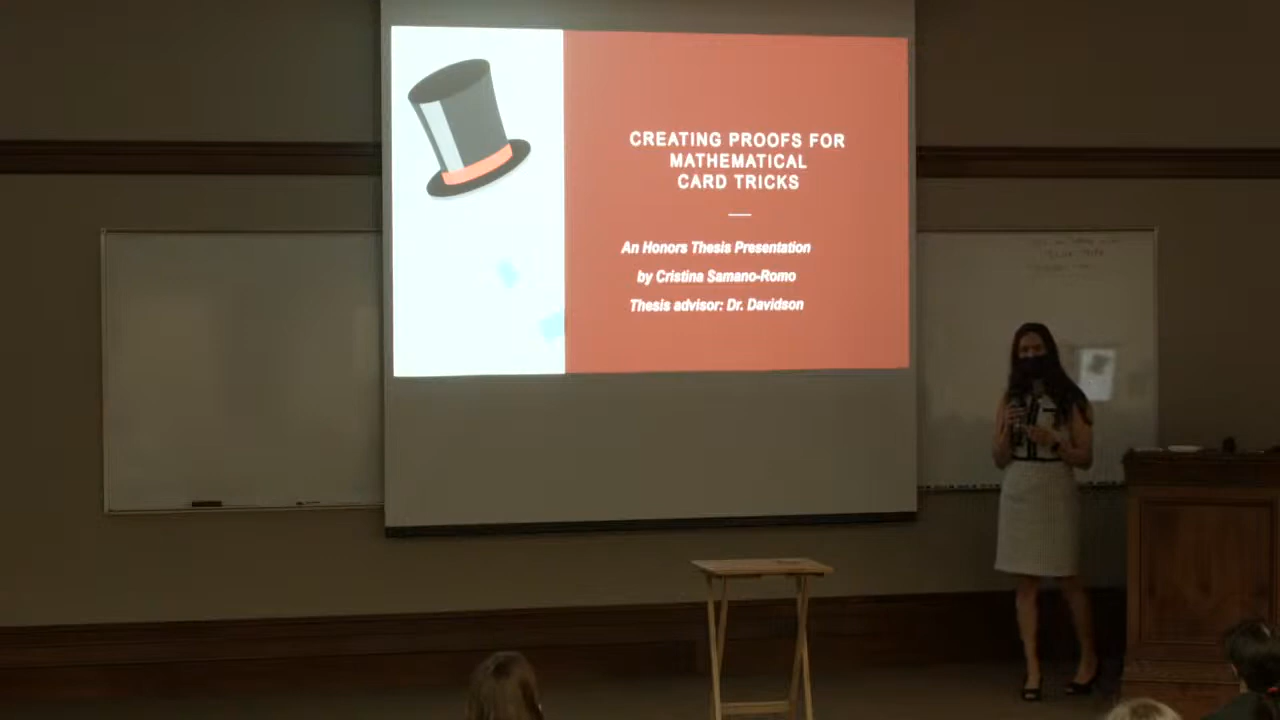 CREATING PROOFS FOR
MATHEMATICAL
CARD TRICKS
An Honors Thesis Presentation
by Cristina Samano-Romo
Thesis advisor: Dr. Davidson